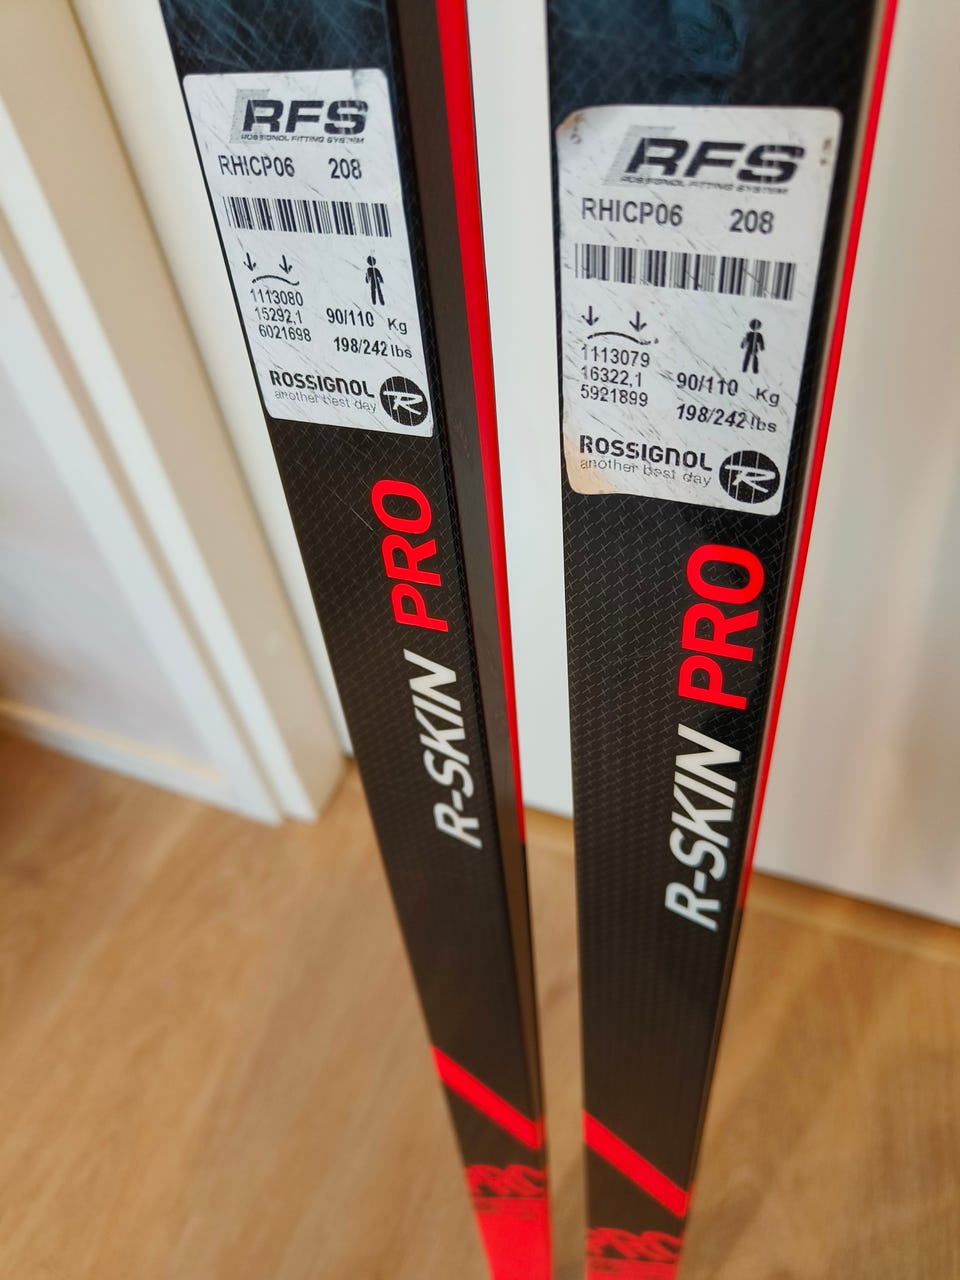 RFS
ROSSIGNOL FITTING SYSTEM
RHICP06 208
1113080
15292,1
6021698
90/110 Kg
198/242 lbs
ROSSIGNOL
another best day
R
R-SKIN PRO
PRO
RFS
ROSSIGNOL FITTING SYSTEM
RHICP06 208
1113079
16322,1
5921899
90/110 Kg
198/242 lbs
ROSSIGNOL
another best day
R
R-SKIN PRO
PRO